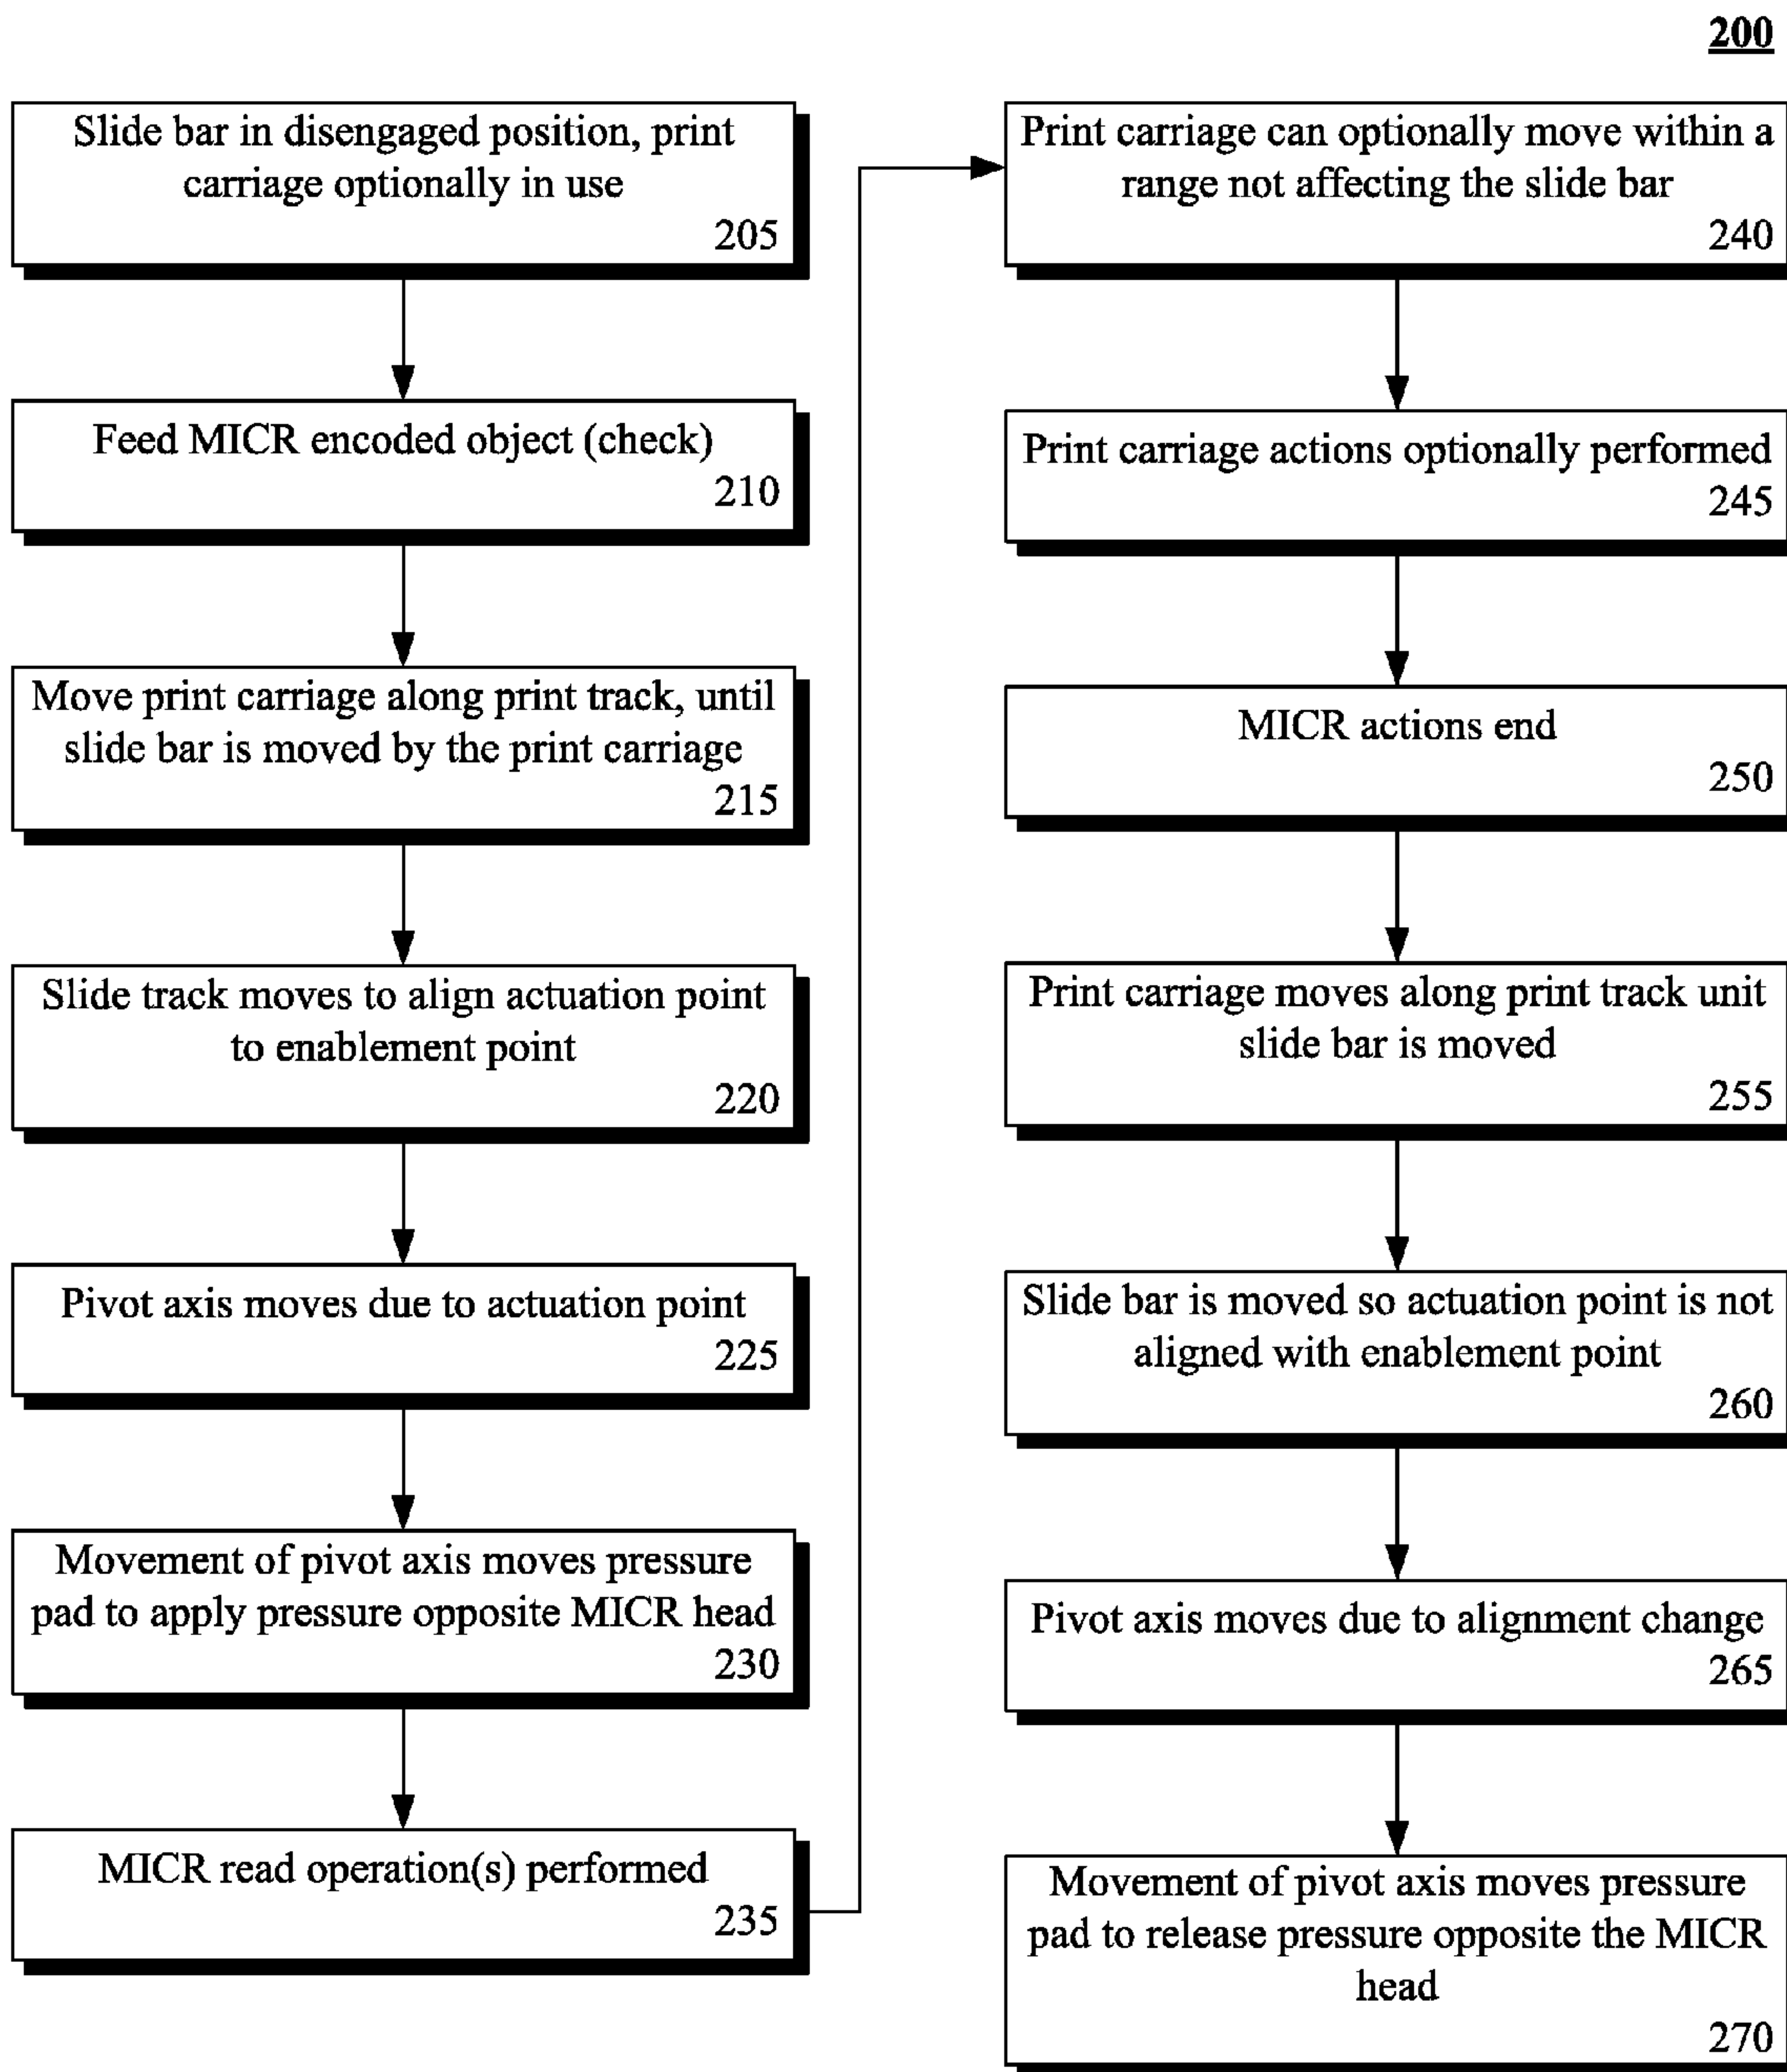 200
Slide bar in disengaged position, print
carriage optionally in use
205
Feed MICR encoded object (check)
210
Move print carriage along print track, until
slide bar is moved by the print carriage
215
Slide track moves to align actuation point
to enablement point
220
Pivot axis moves due to actuation point
225
Movement of pivot axis moves pressure
pad to apply pressure opposite MICR head
230
MICR read operation(s) performed
235
Print carriage can optionally move within a
range not affecting the slide bar
240
Print carriage actions optionally performed
245
MICR actions end
250
Print carriage moves along print track unit
slide bar is moved
255
Slide bar is moved so actuation point is not
aligned with enablement point
260
Pivot axis moves due to alignment change
265
Movement of pivot axis moves pressure
pad to release pressure opposite the MICR
head
270